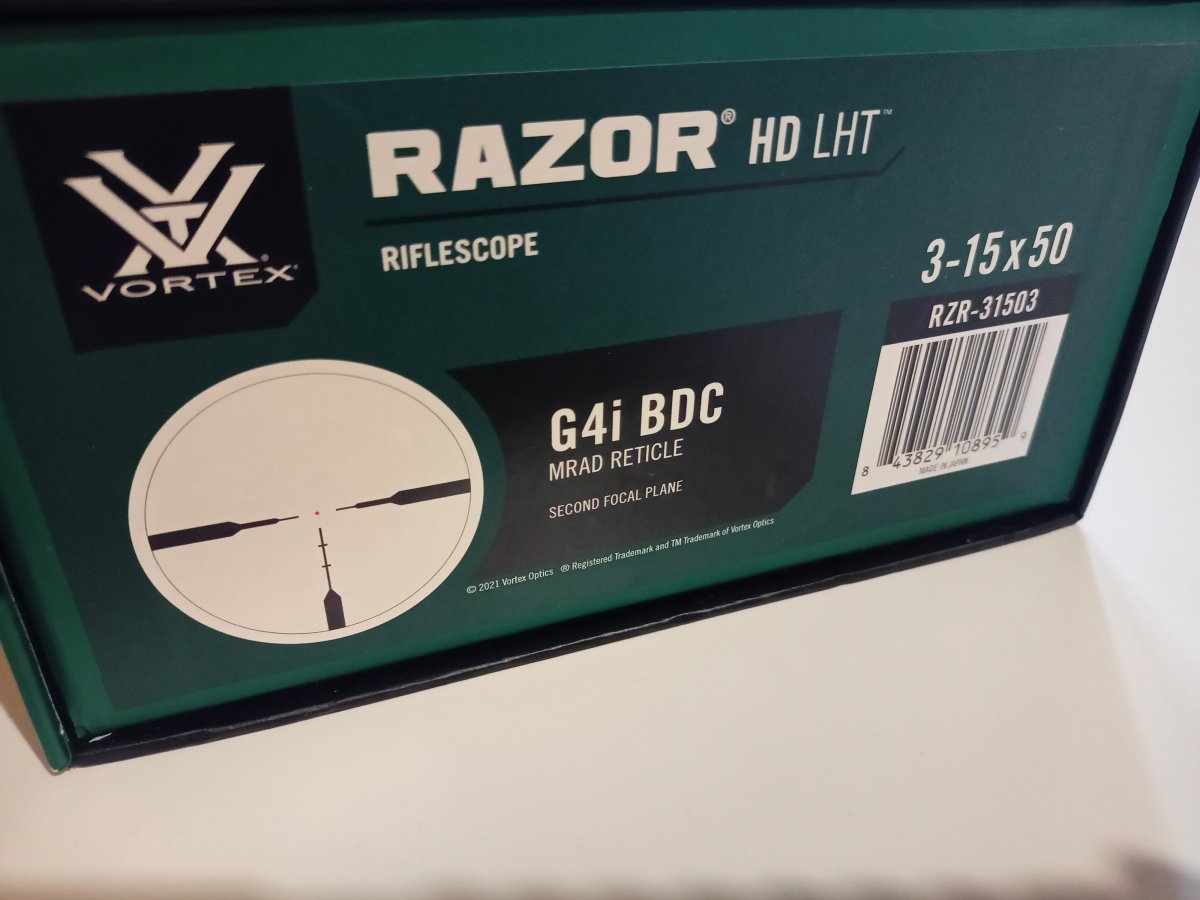 VORTEX®
RAZOR® HD LHT™
RIFLESCOPE
3-15x50
RZR-31503
8 43829 10895 9
MADE IN JAPAN
G4i BDC
MRAD RETICLE
SECOND FOCAL PLANE
© 2021 Vortex Optics ® Registered Trademark and TM Trademark of Vortex Optics